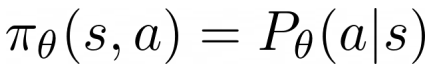 π_θ(s, a) = P_θ(a|s)